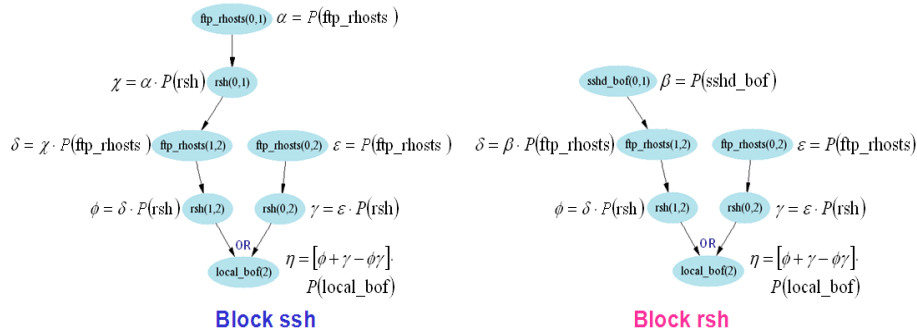 ftp_rhosts(0,1) α = P(ftp_rhosts )
χ = α · P(rsh) rsh(0,1)
δ = χ · P(ftp_rhosts ) ftp_rhosts(1,2) ftp_rhosts(0,2) ε = P(ftp_rhosts )
ϕ = δ · P(rsh) rsh(1,2) rsh(0,2) γ = ε · P(rsh)
OR
local_bof(2) η = [ϕ + γ − ϕγ]·
P(local_bof)
Block ssh
sshd_bof(0,1) β = P(sshd_bof)
δ = β · P(ftp_rhosts) ftp_rhosts(1,2) ftp_rhosts(0,2) ε = P(ftp_rhosts)
ϕ = δ · P(rsh) rsh(1,2) rsh(0,2) γ = ε · P(rsh)
OR
local_bof(2) η = [ϕ + γ − ϕγ]·
P(local_bof)
Block rsh